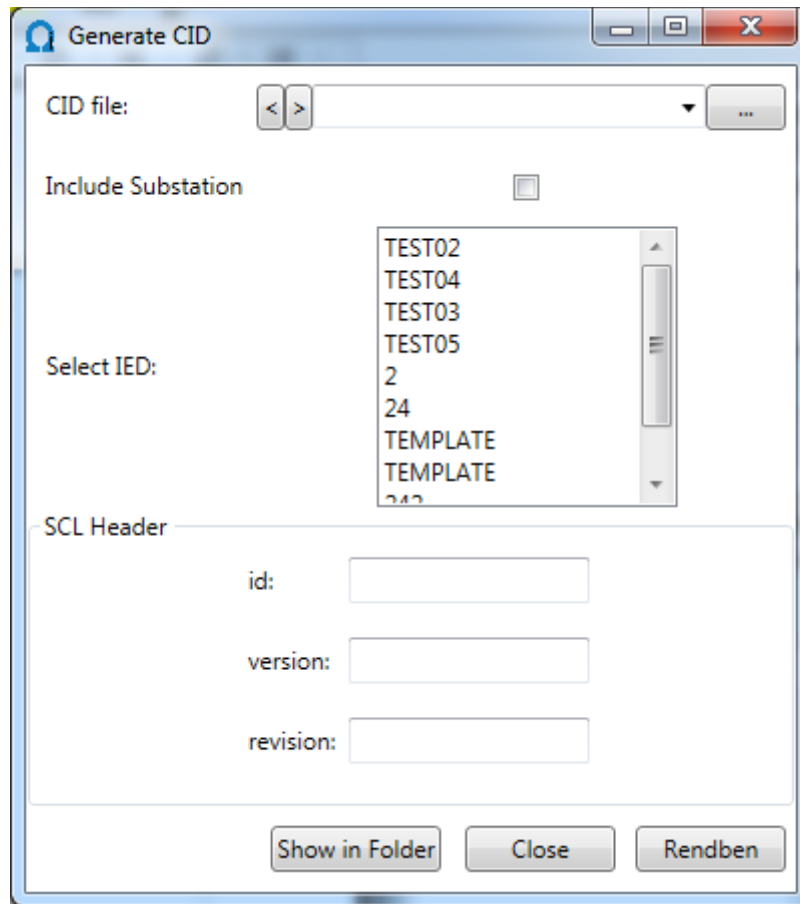 Generate CID
CID file:
< >
...
Include Substation
TEST02
TEST04
TEST03
TEST05
Select IED:
2
24
TEMPLATE
TEMPLATE
SCL Header
id:
version:
revision:
Show in Folder Close Rendben